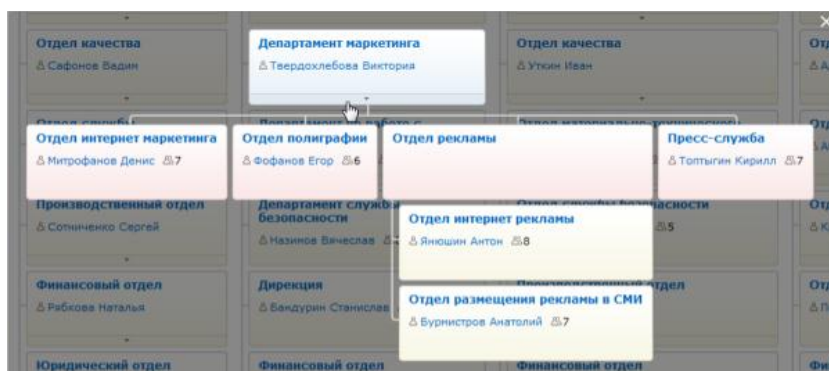 Отдел качества
Департамент маркетинга
Отдел качества
Сафонов Вадим
Твердохлебова Виктория
Уткин Иван
Отдел интернет маркетинга
Отдел полиграфии
Отдел рекламы
Пресс-служба
Митрофанов Денис 7
Фофанов Егор 6
Топтыгин Кирилл 7
Производственный отдел
Департамент службы
безопасности
Отдел интернет рекламы
Сотниченко Сергей
Назинов Вячеслав
Янюшин Антон 8
5
Финансовый отдел
Дирекция
Отдел размещения рекламы в СМИ
Рябкова Наталья
Бандурин Станислав
Бурмистров Анатолий 7
Юридический отдел
Финансовый отдел
Финансовый отдел